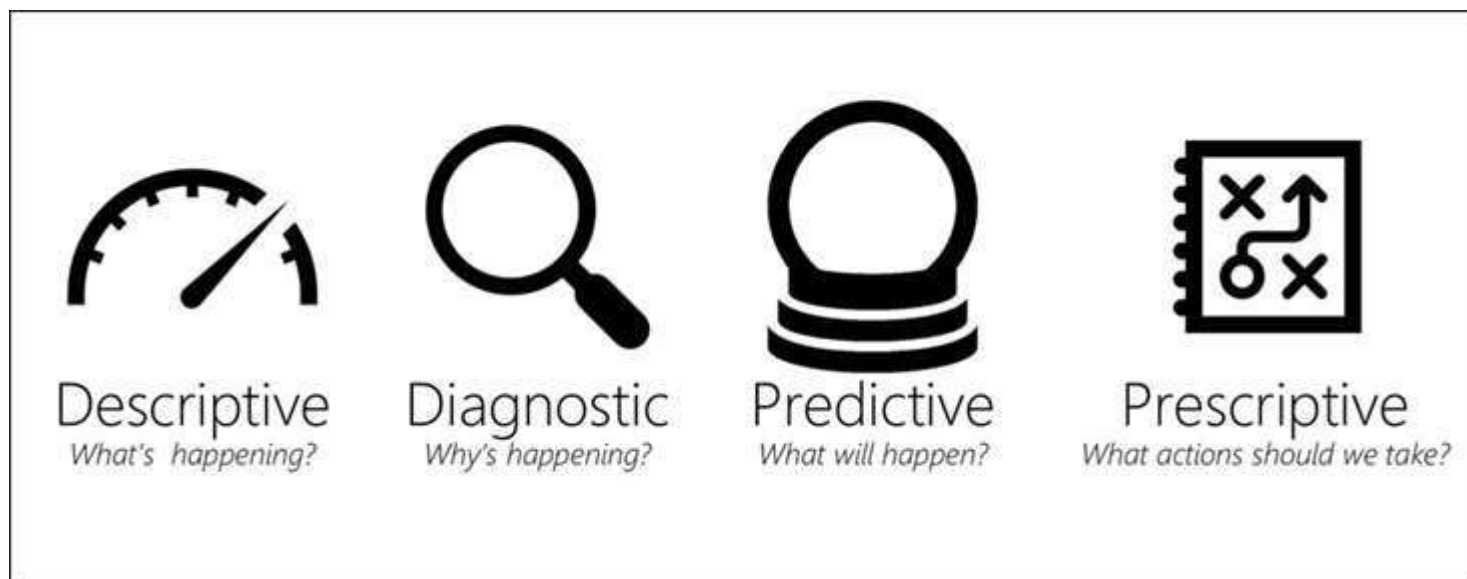 Descriptive
What's happening?
Diagnostic
Why's happening?
Predictive
What will happen?
Prescriptive
What actions should we take?